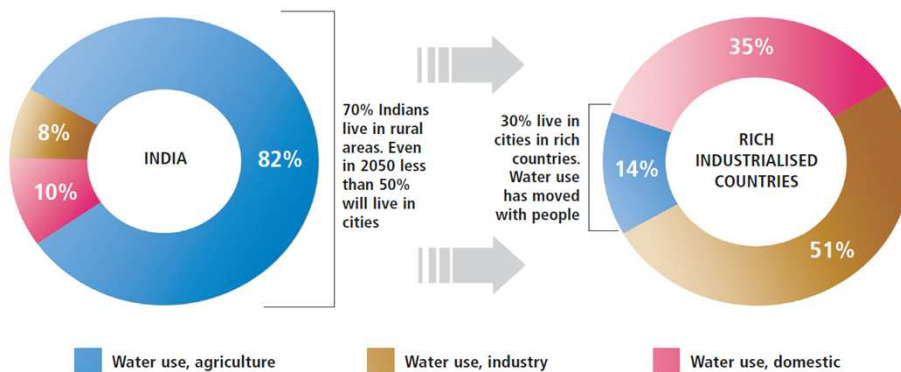 8%
10%
INDIA
82%
70% Indians
live in rural
areas. Even
in 2050 less
than 50%
will live in
cities
30% live in
cities in rich
countries.
Water use
has moved
with people
35%
14%
RICH
INDUSTRIALISED
COUNTRIES
51%
Water use, agriculture
Water use, industry
Water use, domestic